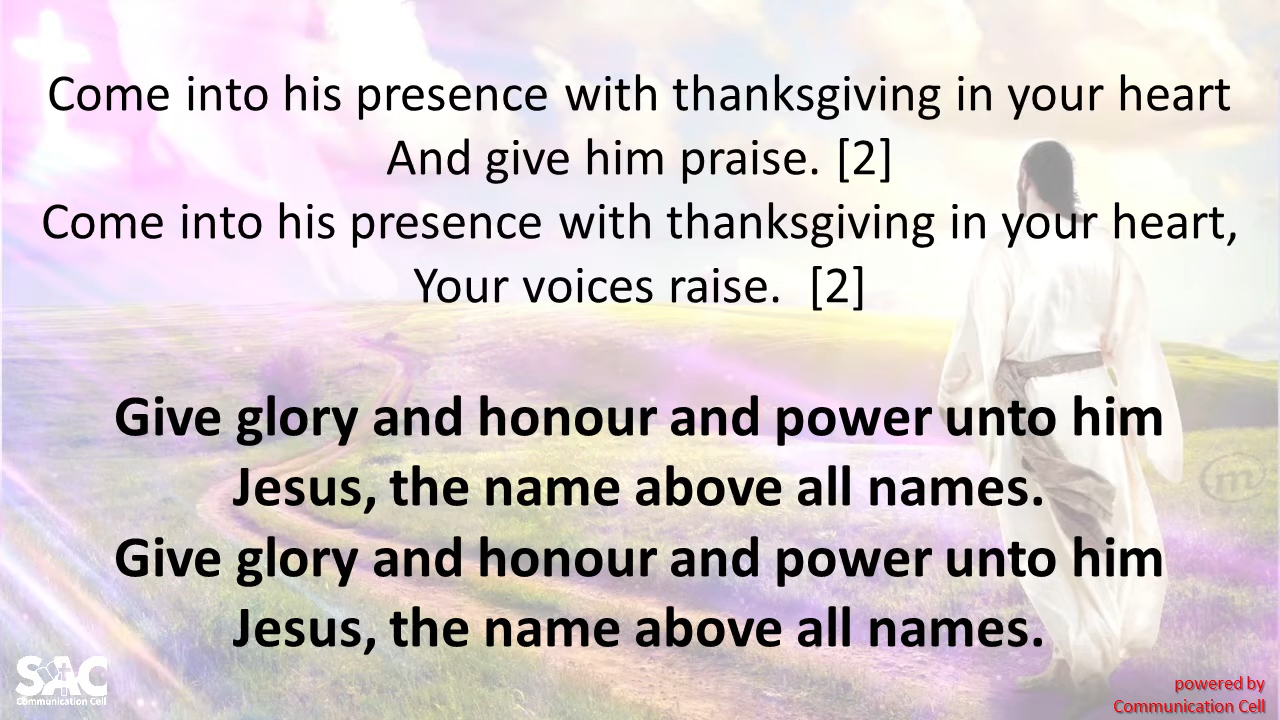 Come into his presence with thanksgiving in your heart
And give him praise. [2]
Come into his presence with thanksgiving in your heart,
Your voices raise.  [2]
Give glory and honour and power unto him
Jesus, the name above all names.
Give glory and honour and power unto him
Jesus, the name above all names.
m
SAC
Communication Cell
powered by
Communication Cell